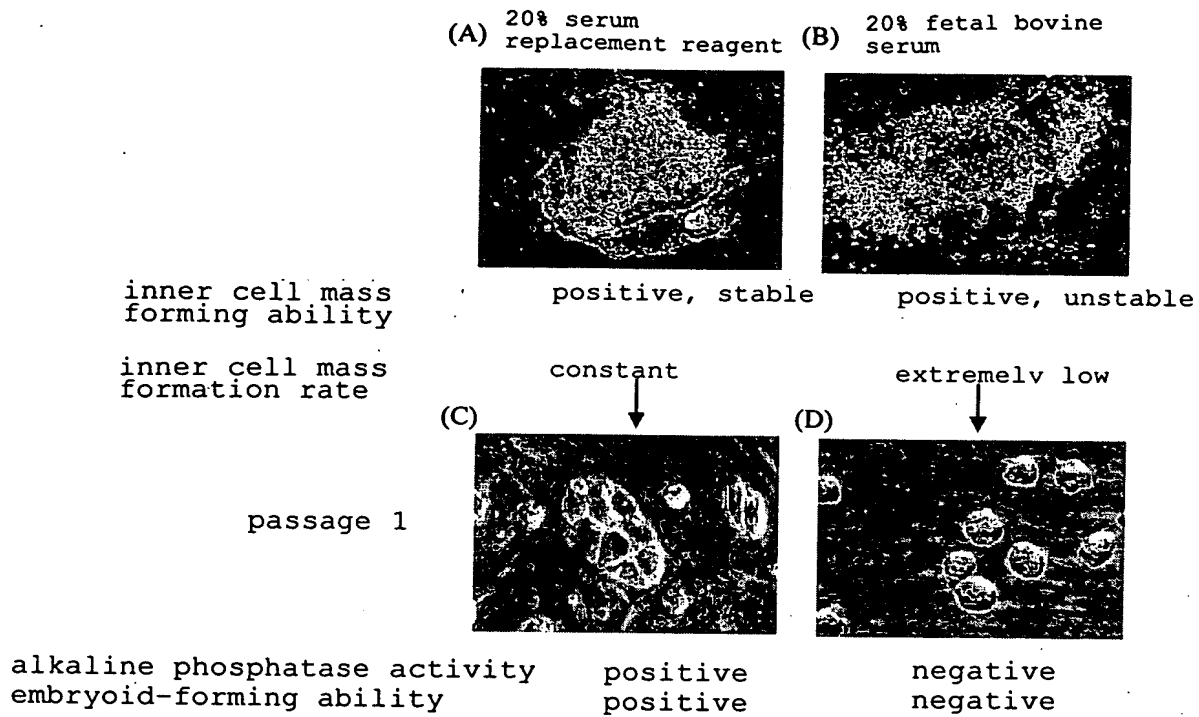 (A) 20% serum replacement reagent
(B) 20% fetal bovine serum
inner cell mass forming ability
positive, stable
positive, unstable
inner cell mass formation rate
constant
extremely low
(C)
(D)
passage 1
alkaline phosphatase activity positive negative
embryoid-forming ability positive negative